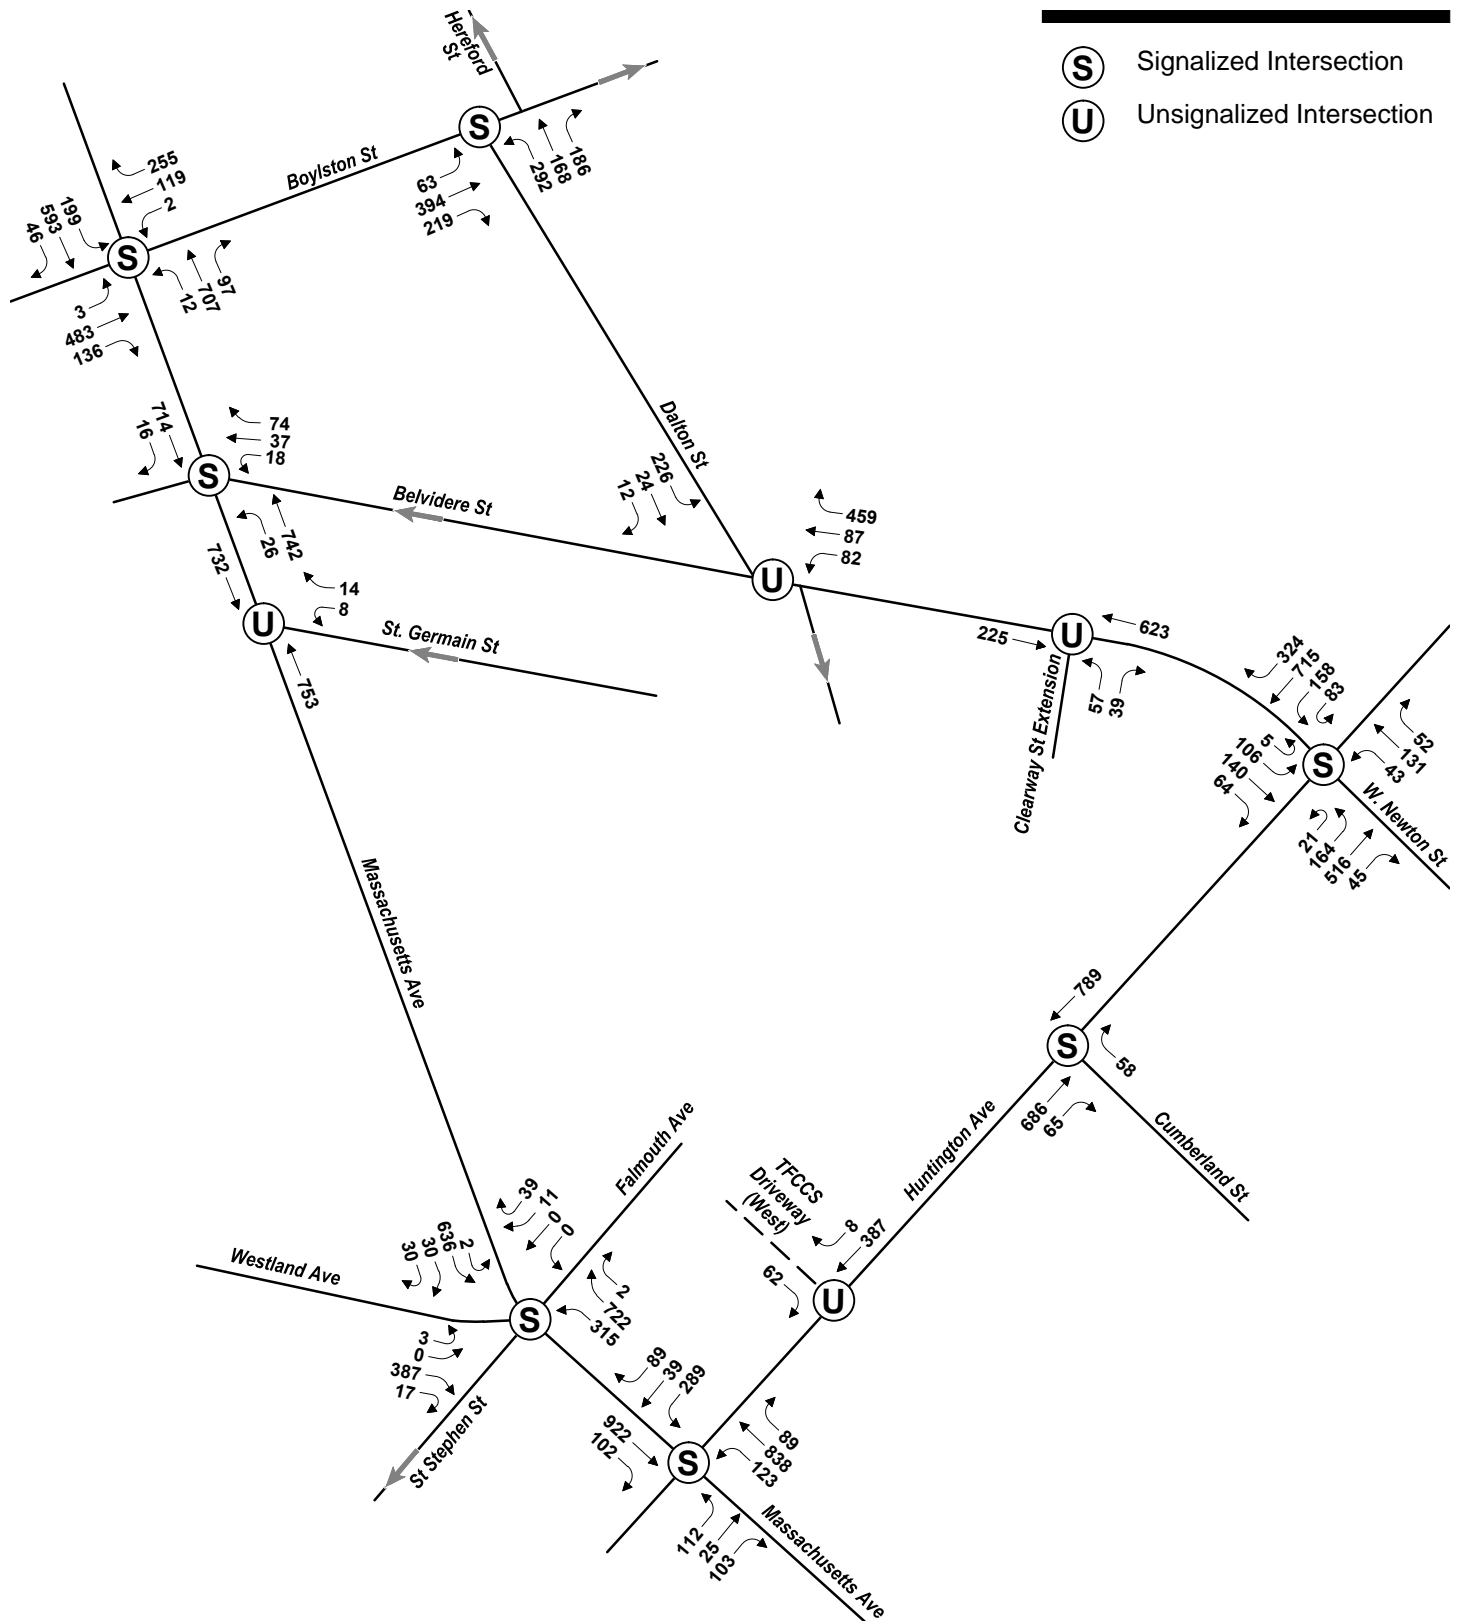 S Signalized Intersection
U Unsignalized Intersection
Hereford
St
Boylston St
S
63
394
219
292
168
186
255
119
2
199
593
46
S
3
483
136
12
707
97
714
16
74
37
18
S
26
742
Belvidere St
Dalton St
226
24
12
459
87
82
U
732
14
8
U
St. Germain St
753
225
U
623
57
39
Clearway St Extension
324
715
158
83
5
106
140
64
S
52
131
43
W. Newton St
21
164
516
45
Massachusetts Ave
789
S
58
686
65
Cumberland St
Huntington Ave
TFCCS
Driveway
(West)
8
387
62
U
Falmouth Ave
39
11
0
0
2
636
30
30
Westland Ave
S
2
722
315
3
0
387
17
St Stephen St
89
39
289
922
102
S
89
838
123
112
25
103
Massachusetts Ave